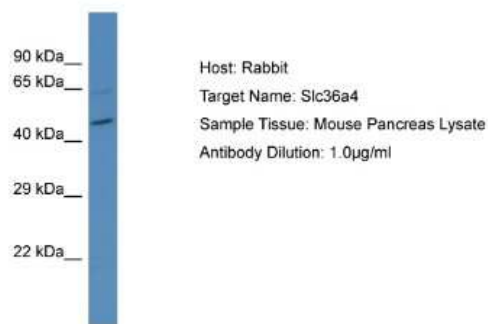 90 kDa
65 kDa
40 kDa
29 kDa
22 kDa
Host: Rabbit
Target Name: Slc36a4
Sample Tissue: Mouse Pancreas Lysate
Antibody Dilution: 1.0µg/ml